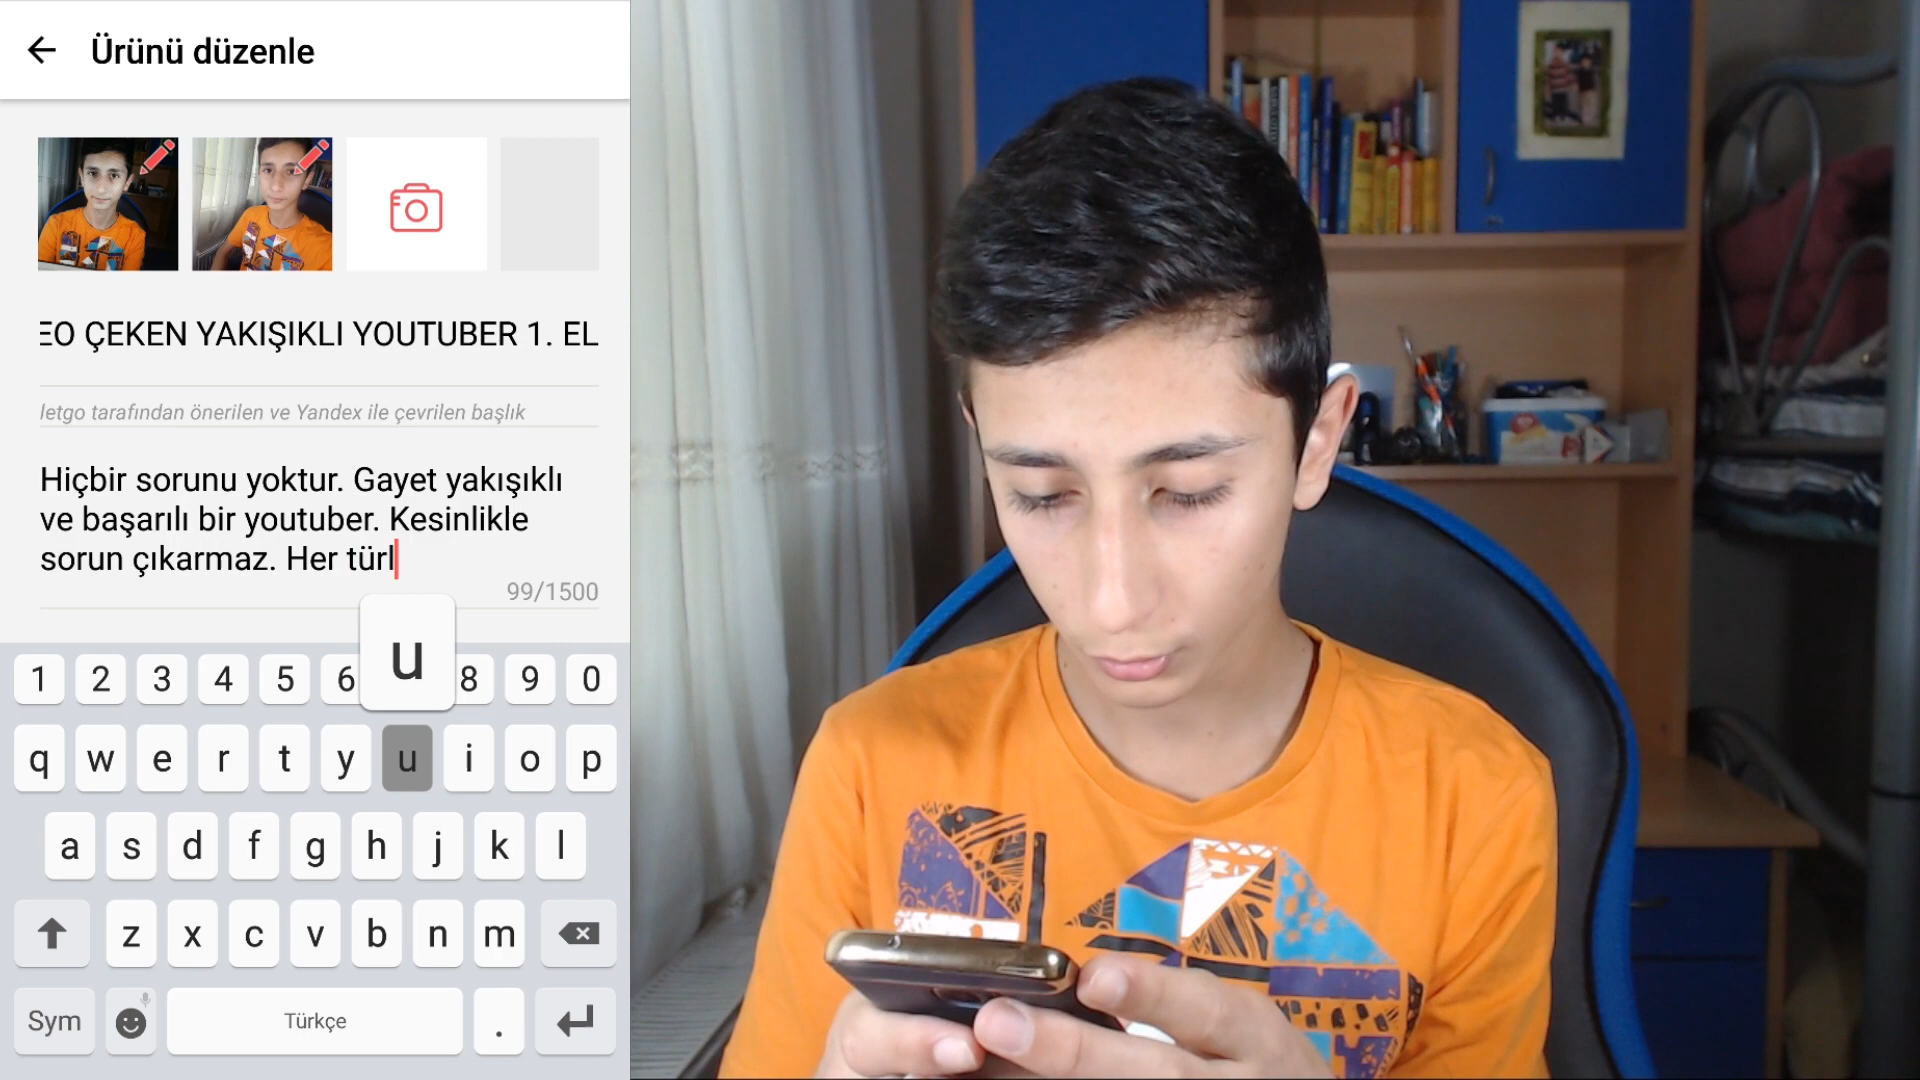 Ürünü düzenle
EO ÇEKEN YAKIŞIKLI YOUTUBER 1. EL
letgo tarafından önerilen ve Yandex ile çevrilen başlık
Hiçbir sorunu yoktur. Gayet yakışıklı
ve başarılı bir youtuber. Kesinlikle
sorun çıkarmaz. Her türl
99/1500
u
1 2 3 4 5 6 8 9 0
q w e r t y u i o p
a s d f g h j k l
z x c v b n m
Sym Türkçe .